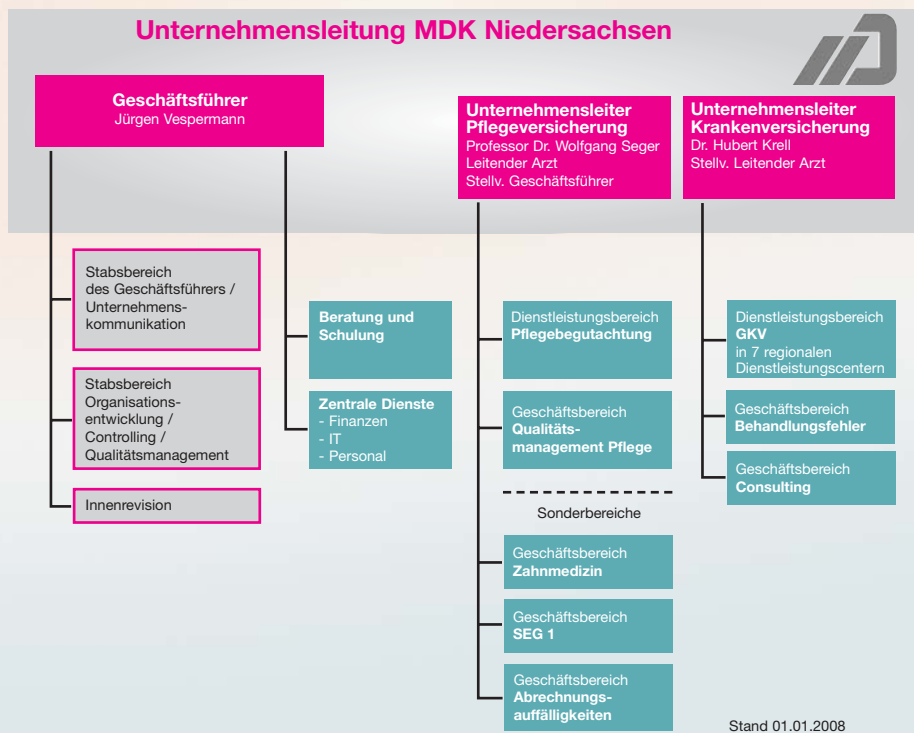 Unternehmensleitung MDK Niedersachsen
Geschäftsführer
Jürgen Vespermann
Stabsbereich
des Geschäftsführers /
Unternehmens-
kommunikation
Stabsbereich
Organisations-
entwicklung /
Controlling /
Qualitätsmanagement
Innenrevision
Beratung und
Schulung
Zentrale Dienste
- Finanzen
- IT
- Personal
Unternehmensleiter
Pflegeversicherung
Professor Dr. Wolfgang Seger
Leitender Arzt
Stellv. Geschäftsführer
Dienstleistungsbereich
Pflegebegutachtung
Geschäftsbereich
Qualitäts-
management Pflege
Sonderbereiche
Geschäftsbereich
Zahnmedizin
Geschäftsbereich
SEG 1
Geschäftsbereich
Abrechnungs-
auffälligkeiten
Unternehmensleiter
Krankenversicherung
Dr. Hubert Krell
Stellv. Leitender Arzt
Dienstleistungsbereich
GKV
in 7 regionalen
Dienstleistungscentern
Geschäftsbereich
Behandlungsfehler
Geschäftsbereich
Consulting
Stand 01.01.2008